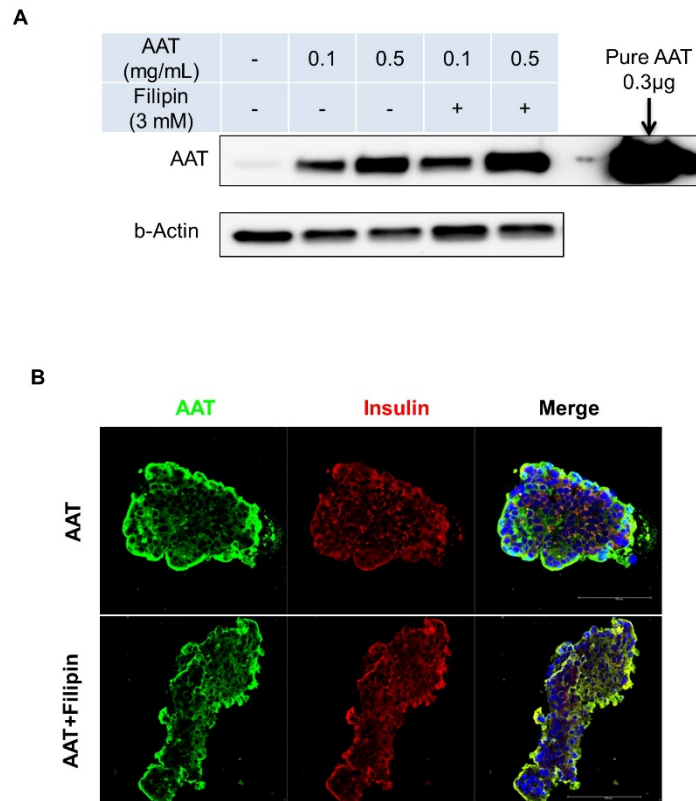 A
AAT
(mg/mL)
- 0.1 0.5 0.1 0.5
Pure AAT
0.3µg
Filipin
(3 mM)
- - - + +
AAT
b-Actin
B
AAT Insulin Merge
AAT
AAT+Filipin